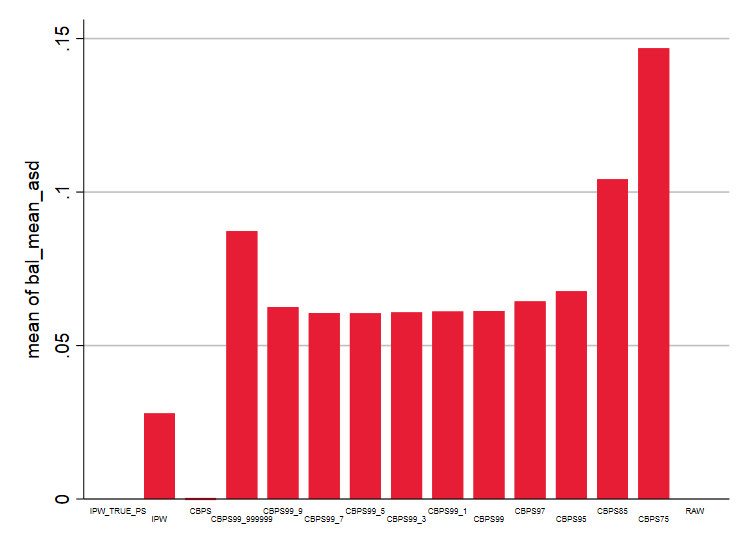 mean of bal_mean_asd
.15
.1
.05
0
IPW_TRUE_PS
IPW
CBPS
CBPS99_999999
CBPS99_9
CBPS99_7
CBPS99_5
CBPS99_3
CBPS99_1
CBPS99
CBPS97
CBPS95
CBPS85
CBPS75
RAW